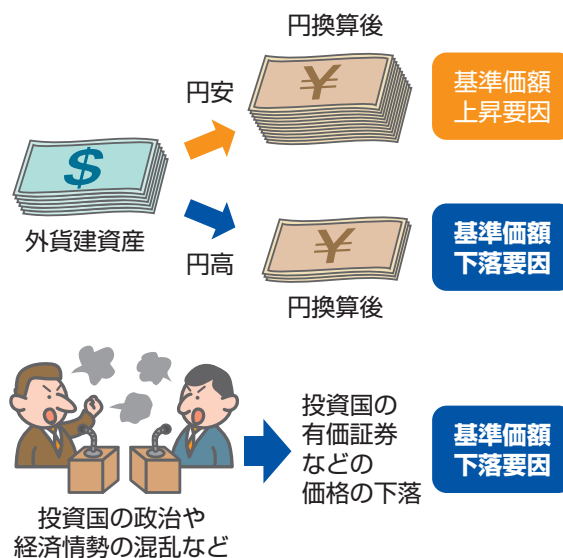 円換算後
¥
円安
基準価額
上昇要因
$
外貨建資産
円高
¥
円換算後
基準価額
下落要因
投資国の
有価証券
などの
価格の下落
基準価額
下落要因
投資国の政治や
経済情勢の混乱など